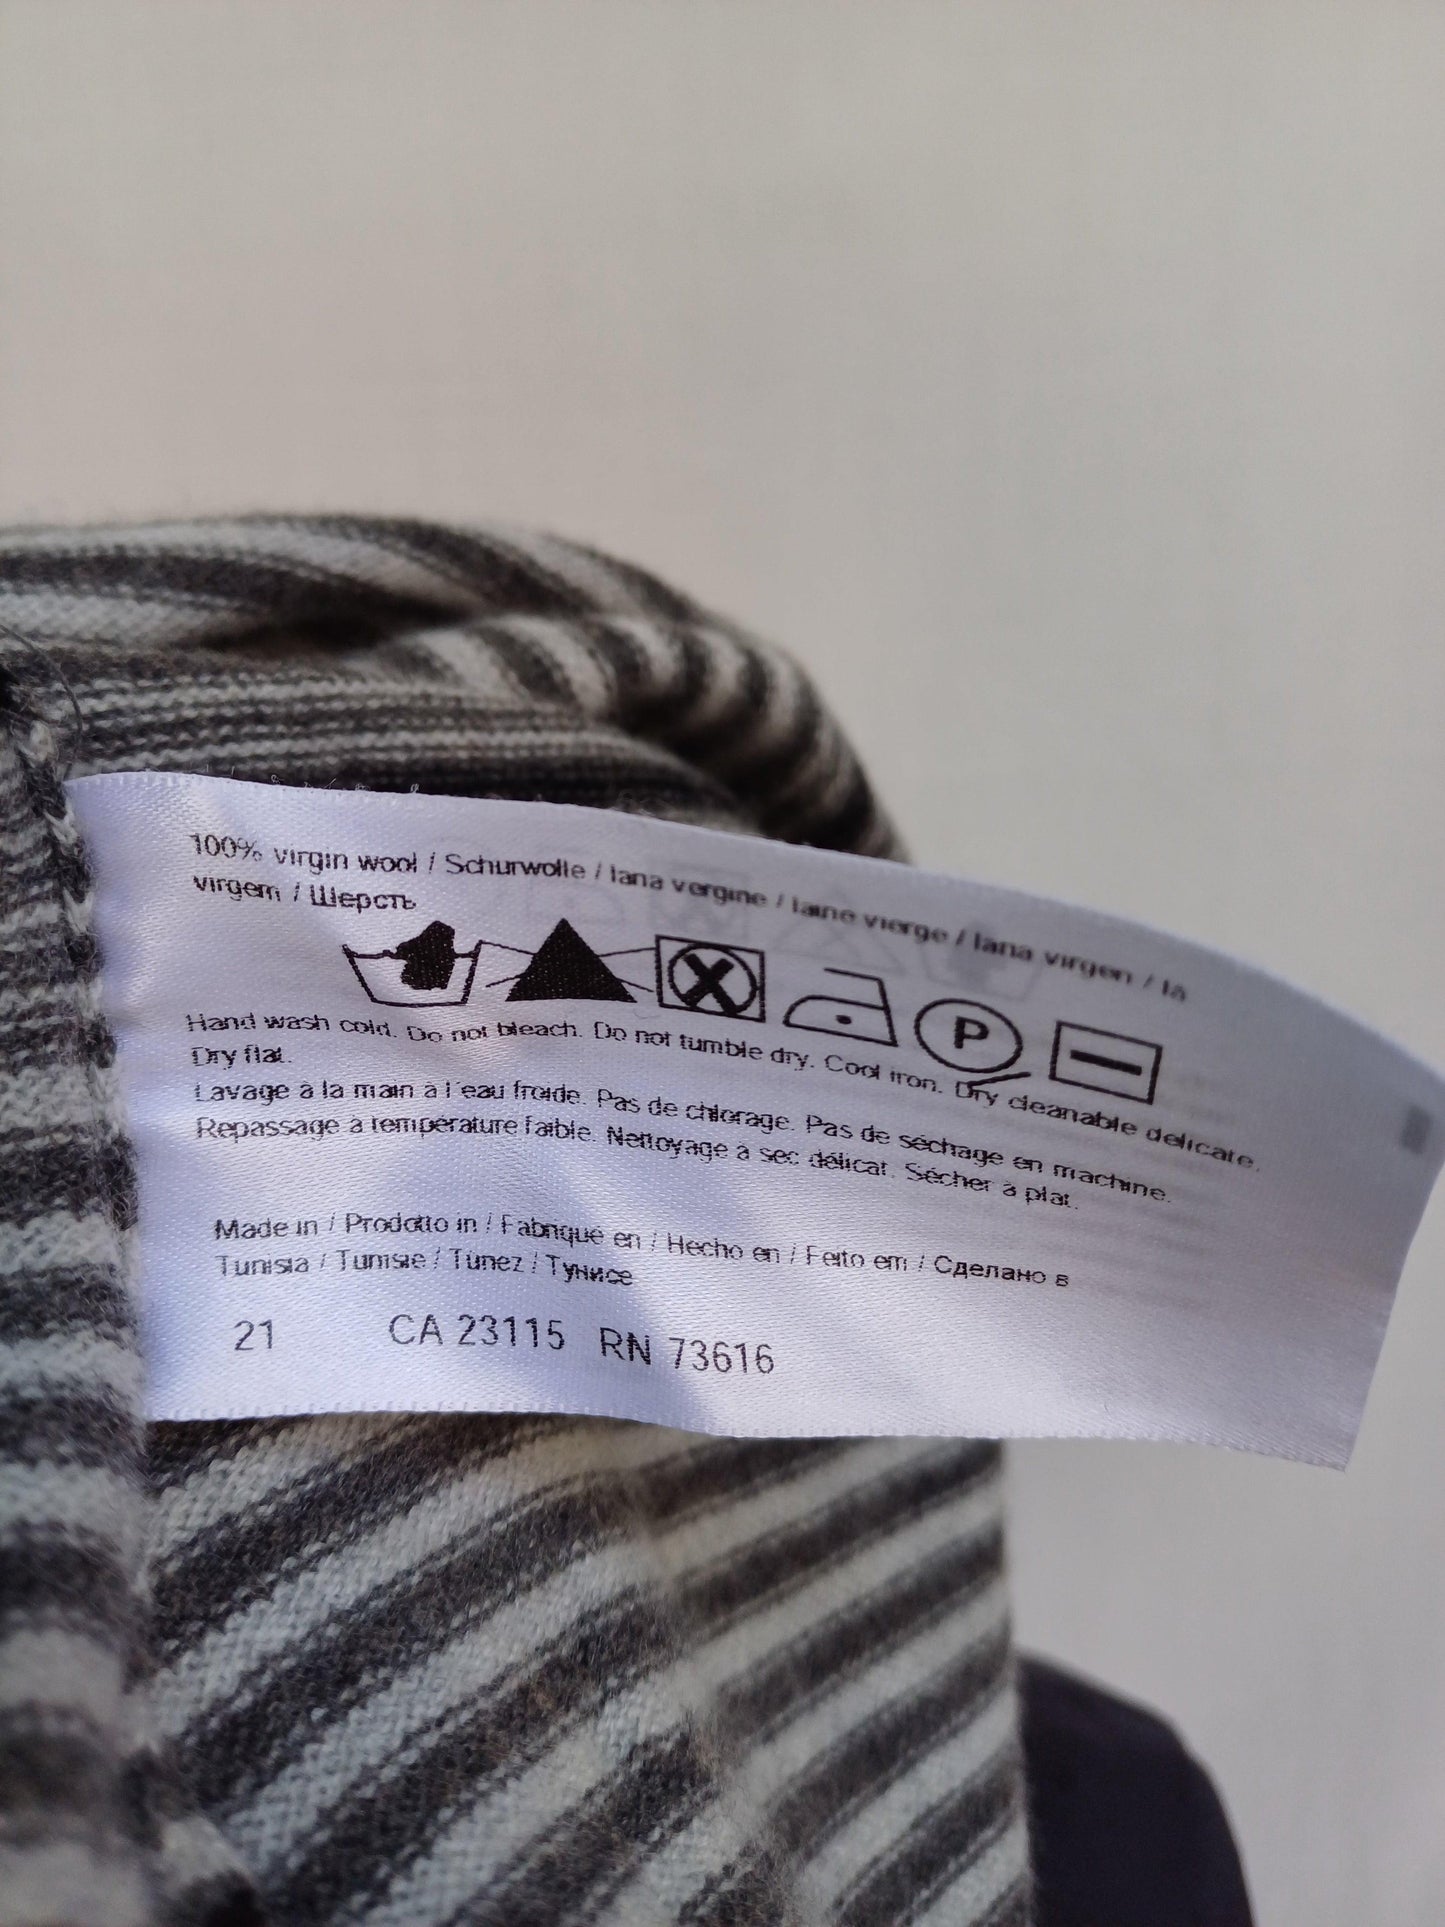 100% virgin wool / Schurwolle / lana vergine / laine vierge / lana virgen / lã
virgem / Шерсть
P
Hand wash cold. Do not bleach. Do not tumble dry. Cool iron. Dry cleanable delicate.
Dry flat.
Lavage à la main à l'eau froide. Pas de chlorage. Pas de séchage en machine.
Repassage à température faible. Nettoyage à sec délicat. Sécher à plat.
Made in / Prodotto in / Fabriqué en / Hecho en / Feito em / Сделано в
Tunisia / Tunisie / Túnez / Тунисе
21 CA 23115 RN 73616